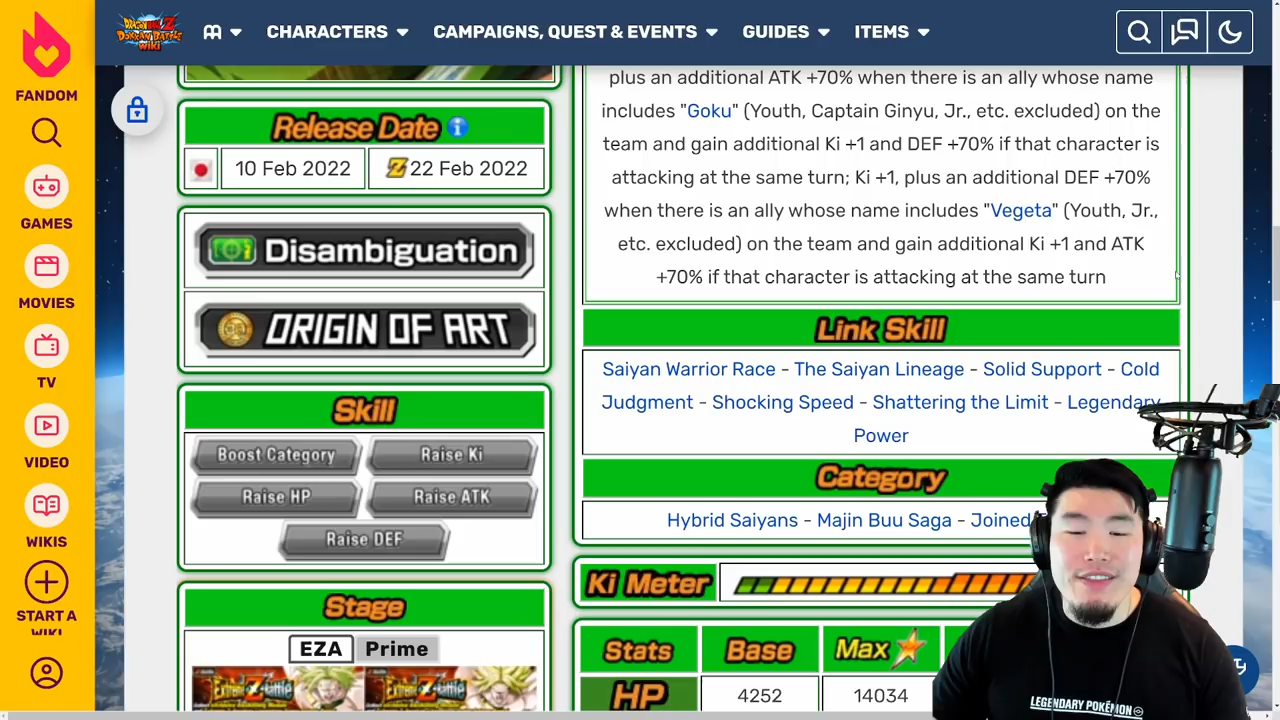 DRAGON BALL Z DOKKAN BATTLE WIKI
CHARACTERS
CAMPAIGNS, QUEST & EVENTS
GUIDES
ITEMS
FANDOM
GAMES
MOVIES
TV
VIDEO
WIKIS
START A
WIKI
Release Date
10 Feb 2022
22 Feb 2022
Disambiguation
ORIGIN OF ART
Skill
Boost Category
Raise Ki
Raise HP
Raise ATK
Raise DEF
Stage
EZA
Prime
plus an additional ATK +70% when there is an ally whose name
includes "Goku" (Youth, Captain Ginyu, Jr., etc. excluded) on the
team and gain additional Ki +1 and DEF +70% if that character is
attacking at the same turn; Ki +1, plus an additional DEF +70%
when there is an ally whose name includes "Vegeta" (Youth, Jr.,
etc. excluded) on the team and gain additional Ki +1 and ATK
+70% if that character is attacking at the same turn
Link Skill
Saiyan Warrior Race - The Saiyan Lineage - Solid Support - Cold
Judgment - Shocking Speed - Shattering the Limit - Legendary
Power
Category
Hybrid Saiyans - Majin Buu Saga - Joined
Ki Meter
Stats
Base
Max
HP
4252
14034
LEGENDARY POKÉMON